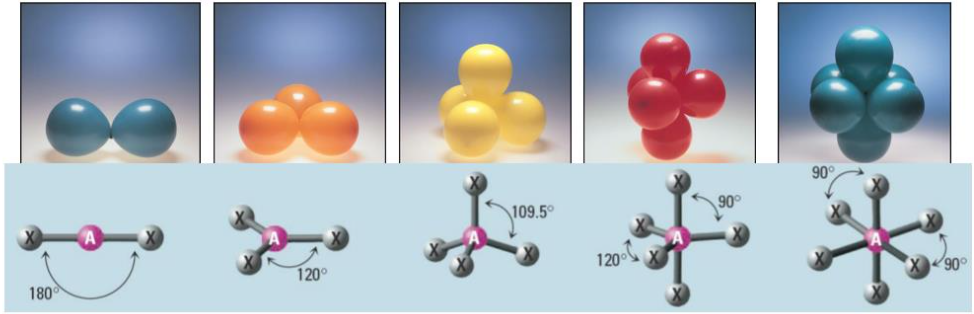 X A X
180°
X X A X
120°
X X X A X
109.5°
X X X A X X
90°
120°
X X X A X X X
90°
90°